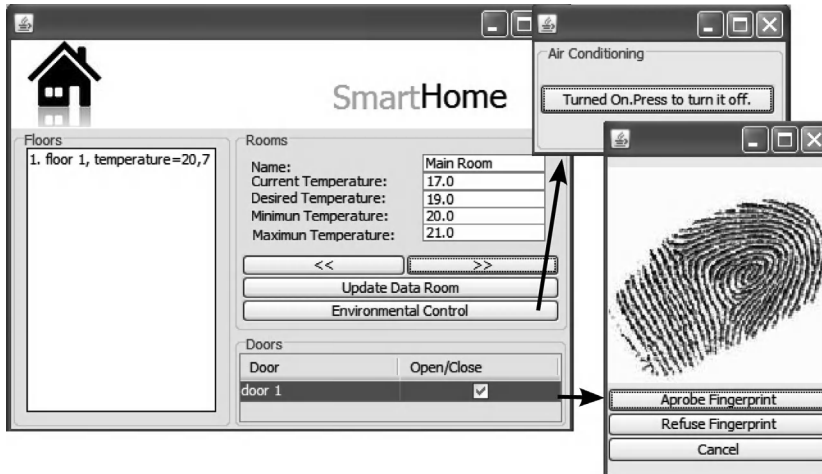 SmartHome
Floors
1. floor 1, temperature=20,7
Rooms
Name: Main Room
Current Temperature: 17.0
Desired Temperature: 19.0
Minimun Temperature: 20.0
Maximun Temperature: 21.0
<< >>
Update Data Room
Environmental Control
Doors
Door Open/Close
door 1
Air Conditioning
Turned On.Press to turn it off.
Aprobe Fingerprint
Refuse Fingerprint
Cancel